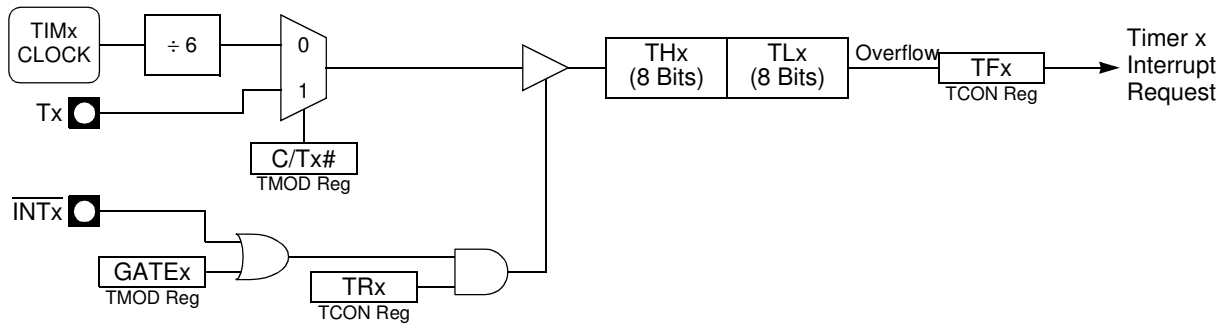 TIMx
CLOCK
÷ 6
0
1
Tx
C/Tx#
TMOD Reg
INTx
GATEx
TMOD Reg
TRx
TCON Reg
THx
(8 Bits)
TLx
(8 Bits)
Overflow
TFx
TCON Reg
Timer x
Interrupt
Request